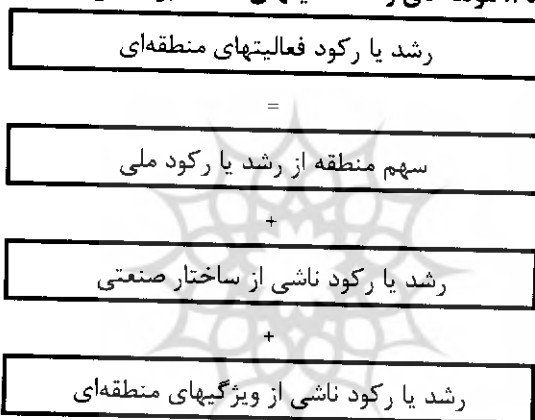 رشد یا رکود فعالیتهای منطقه‌ای
=
سهم منطقه از رشد یا رکود ملی
+
رشد یا رکود ناشی از ساختار صنعتی
+
رشد یا رکود ناشی از ویژگیهای منطقه‌ای